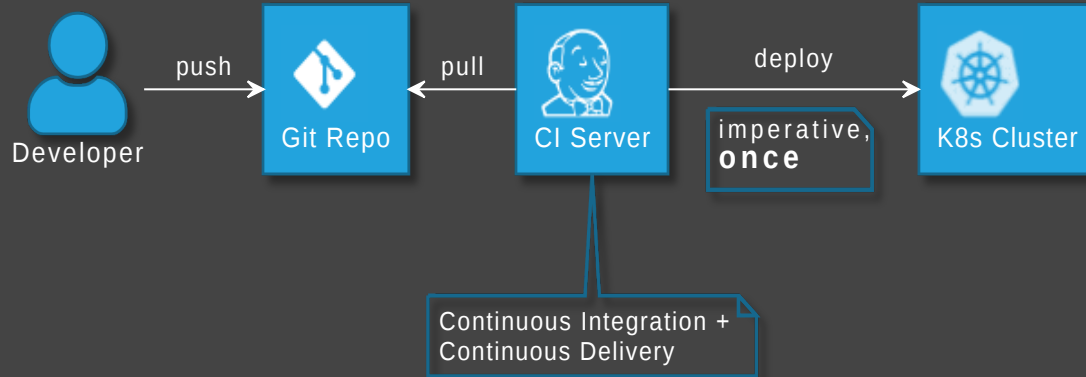 push
pull
deploy
Developer
Git Repo
CI Server
imperative,
once
K8s Cluster
Continuous Integration +
Continuous Delivery